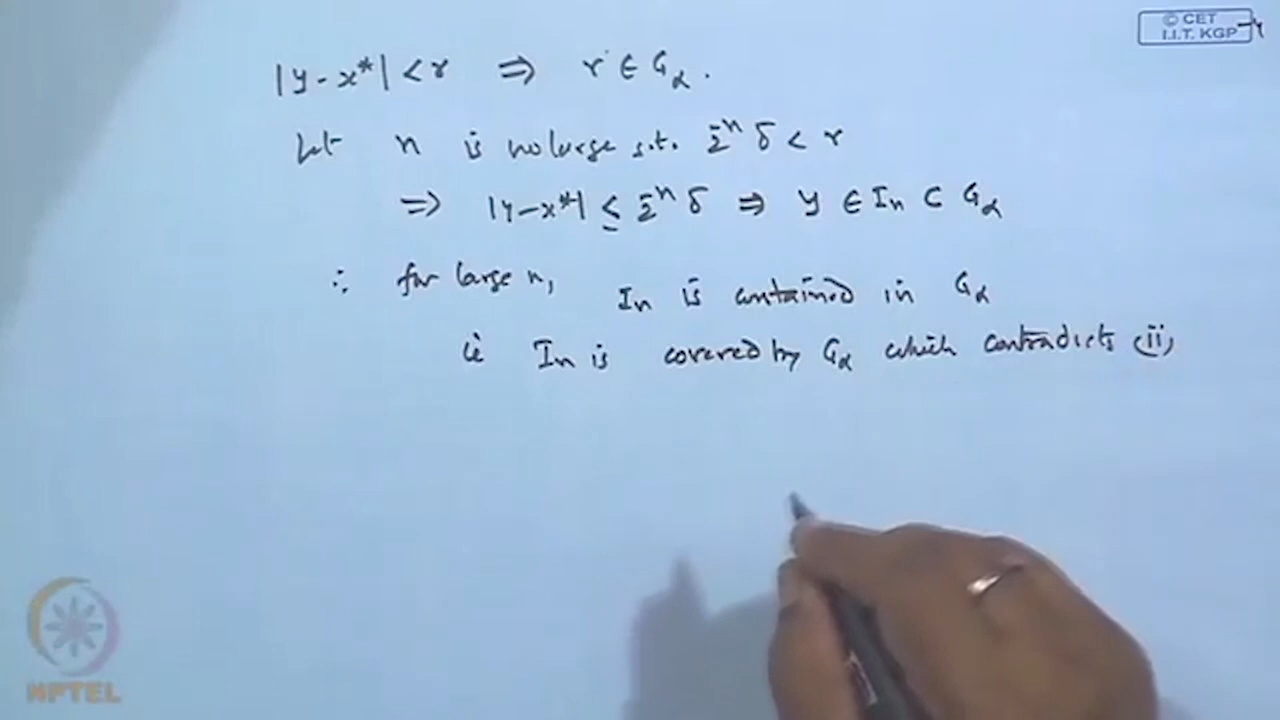 © CET
I.I.T. KGP
|y - x*| < r ⇒ r ∈ Gα.
Let n is so large s.t. 2^-n δ < r
⇒ |y - x*| ≤ 2^-n δ ⇒ y ∈ In ⊂ Gα
∴ for large n, In is contained in Gα
ie In is covered by Gα which contradicts (ii)
NPTEL